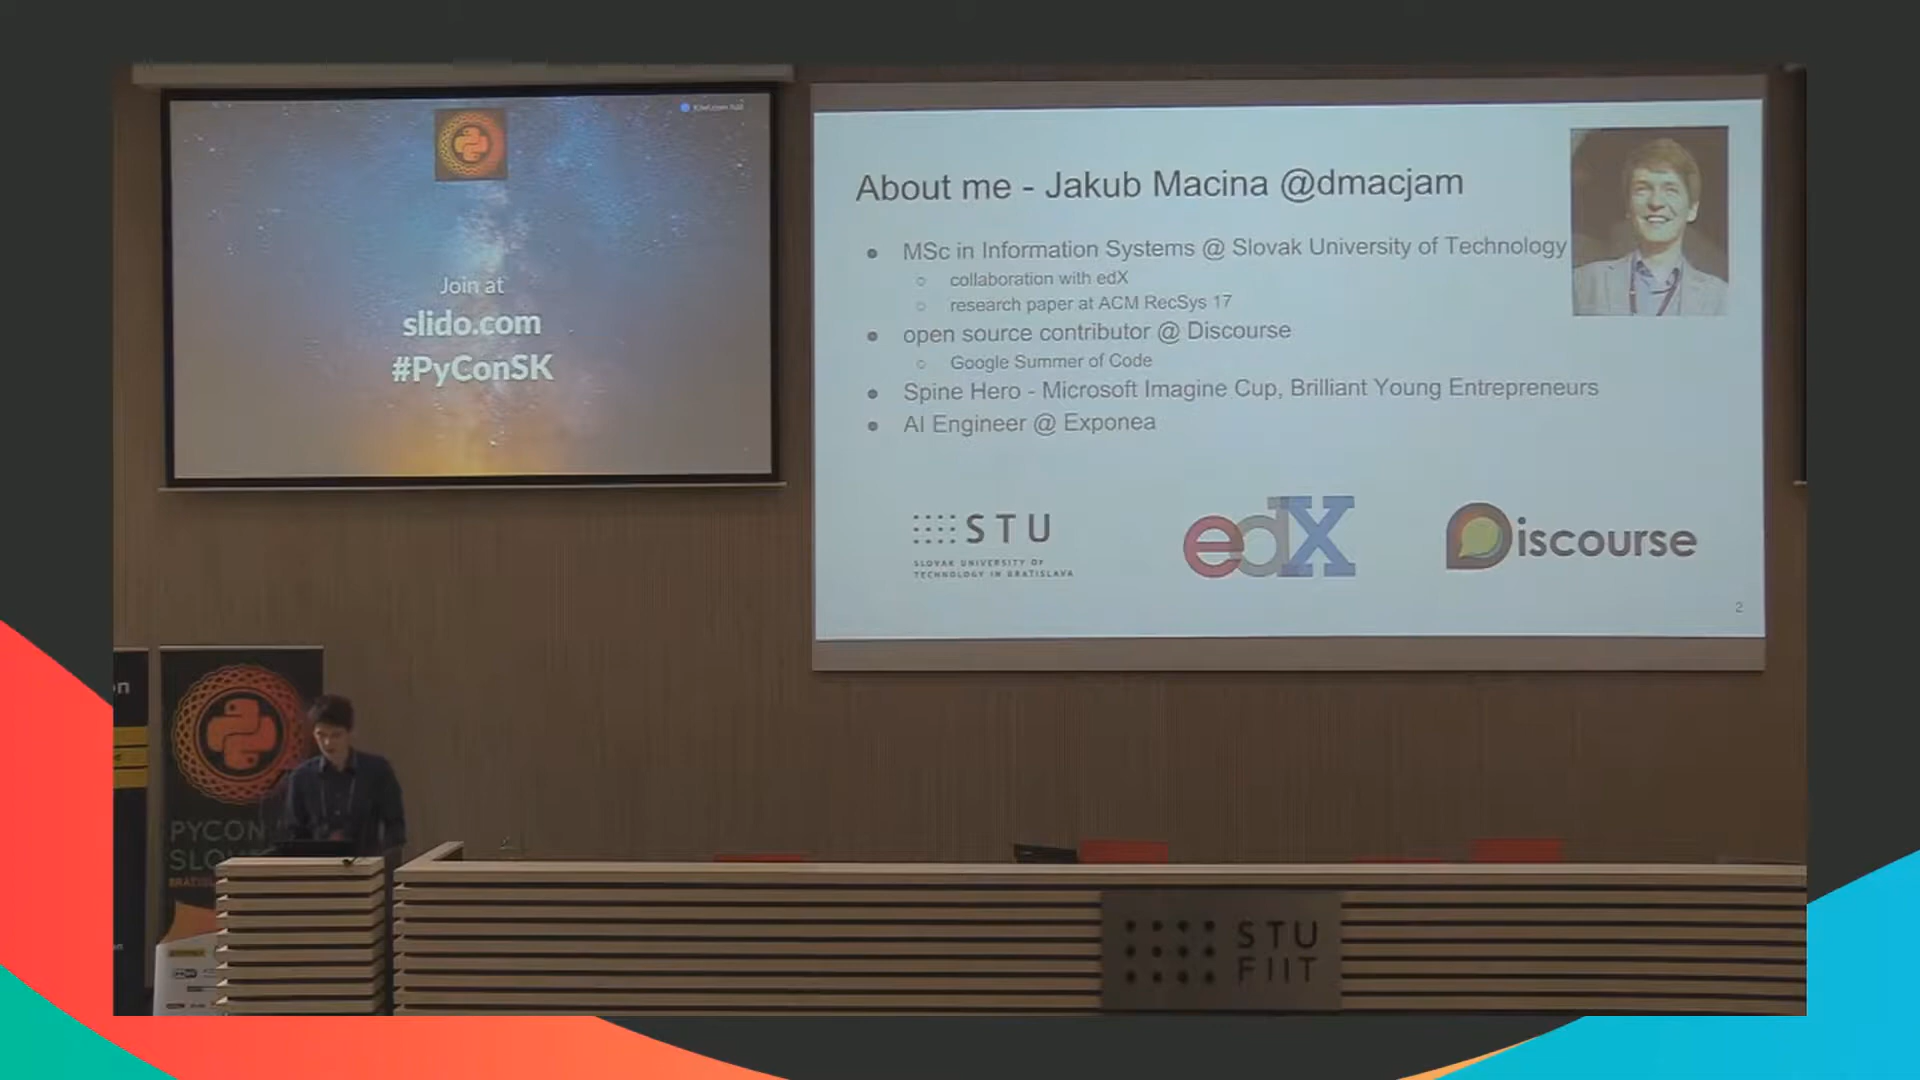 Join at
slido.com
#PyConSK
About me - Jakub Macina @dmacjam
MSc in Information Systems @ Slovak University of Technology
collaboration with edX
research paper at ACM RecSys 17
open source contributor @ Discourse
Google Summer of Code
Spine Hero - Microsoft Imagine Cup, Brilliant Young Entrepreneurs
AI Engineer @ Exponea
STU
SLOVAK UNIVERSITY OF
TECHNOLOGY IN BRATISLAVA
edX
Discourse
2
PYCON
STU
FIIT